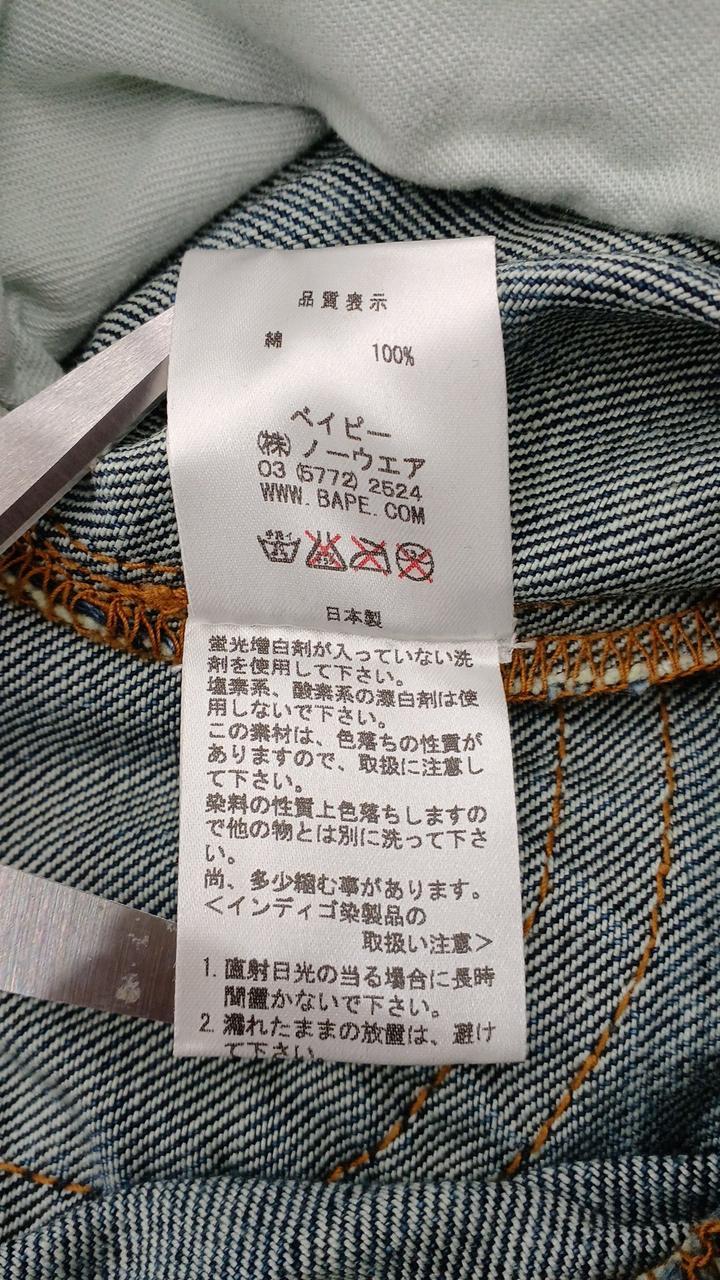 品質表示
綿 100%
ベイピー
㈱ ノーウエア
03 (5772) 2524
WWW. BAPE. COM
日本製
蛍光増白剤が入っていない洗
剤を使用して下さい。
塩素系、酸素系の漂白剤は使
用しないで下さい。
この素材は、色落ちの性質が
ありますので、取扱に注意し
て下さい。
染料の性質上色落ちしますの
で他の物とは別に洗って下さ
い。
尚、多少縮む事があります。
<インディゴ染製品の
取扱い注意>
1. 直射日光の当る場合に長時
間置かないで下さい。
2. 濡れたままの放置は、避け
て下さい。